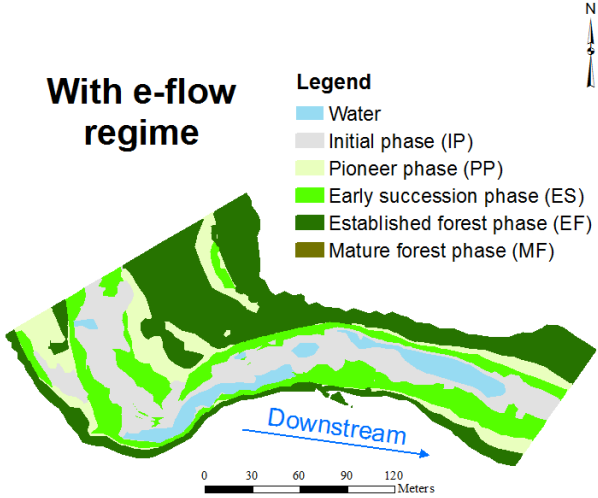 N
With e-flow
regime
Legend
Water
Initial phase (IP)
Pioneer phase (PP)
Early succession phase (ES)
Established forest phase (EF)
Mature forest phase (MF)
Downstream
0 30 60 90 120
Meters